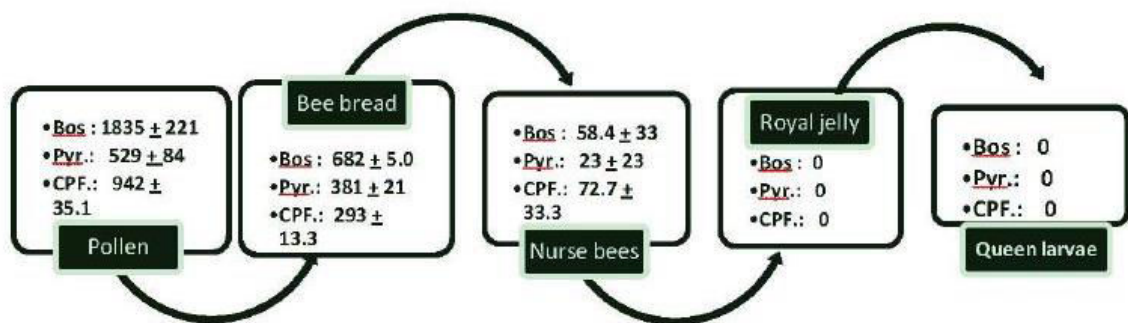 •Bos : 1835 ± 221
•Pyr.: 529 ± 84
•CPF.: 942 ±
35.1
Pollen
Bee bread
•Bos : 682 ± 5.0
•Pyr.: 381 ± 21
•CPF.: 293 ±
13.3
•Bos : 58.4 ± 33
•Pyr.: 23 ± 23
•CPF.: 72.7 ±
33.3
Nurse bees
Royal jelly
•Bos : 0
•Pyr.: 0
•CPF.: 0
•Bos : 0
•Pyr.: 0
•CPF.: 0
Queen larvae